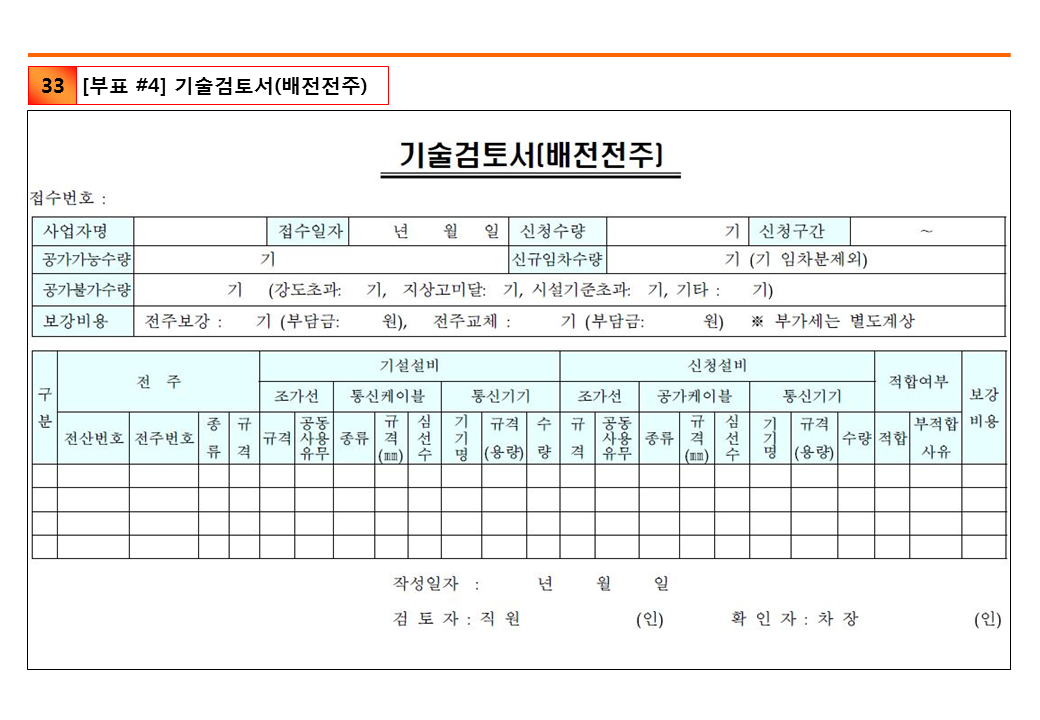 33 [부표 #4] 기술검토서(배전전주)
기술검토서(배전전주)
접수번호 :
사업자명 접수일자 년 월 일 신청수량 기 신청구간 ~
공가가능수량 기 신규임차수량 기 (기 임차분제외)
공가불가수량 기 (강도초과: 기, 지상고미달: 기, 시설기준초과: 기, 기타 : 기)
보강비용 전주보강 : 기 (부담금: 원), 전주교체 : 기 (부담금: 원) ※ 부가세는 별도계상
구분 전 주 기설설비 신청설비 적합여부 보강비용
조가선 통신케이블 통신기기 조가선 공가케이블 통신기기
전산번호 전주번호 종류 규격 규격 공동사용유무 종류 규격(㎜) 심선수 기기명 규격(용량) 수량 규격 공동사용유무 종류 규격(㎜) 심선수 기기명 규격(용량) 수량 적합 부적합사유
작성일자 : 년 월 일
검 토 자 : 직 원 (인) 확 인 자 : 차 장 (인)